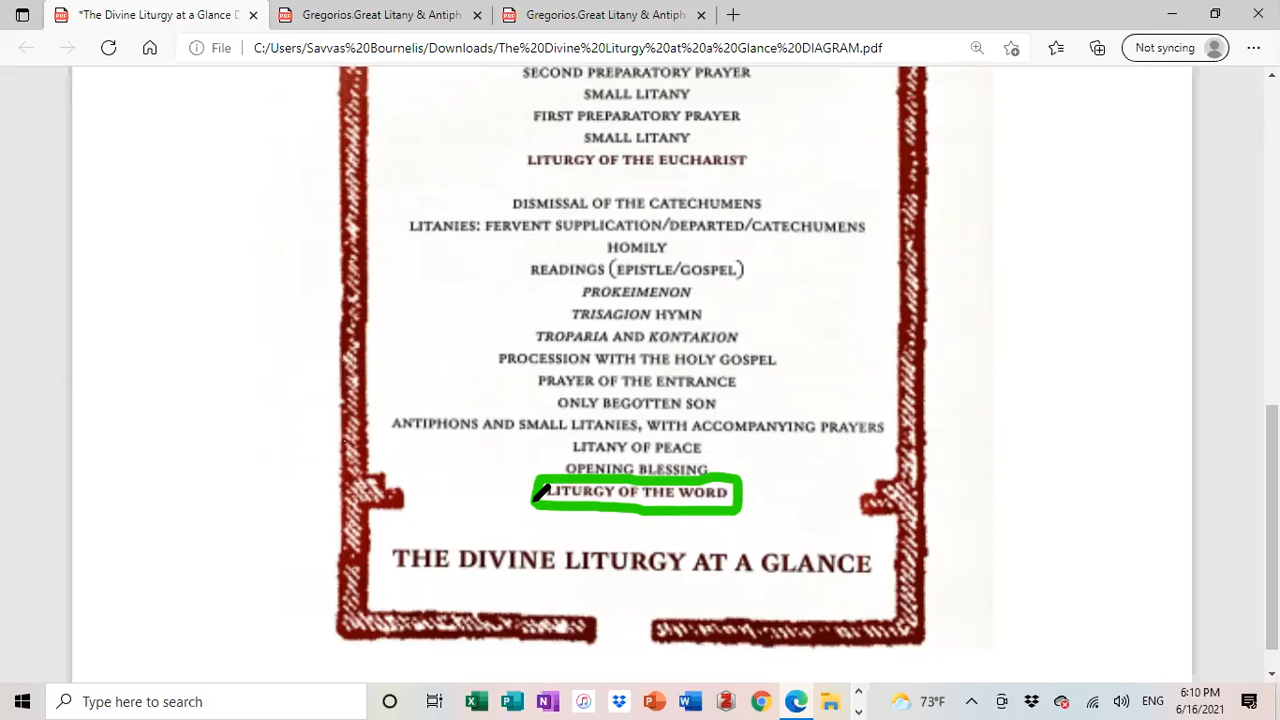 *The Divine Liturgy at a Glance D
Gregorios.Great Litany & Antiph
Gregorios.Great Litany & Antiph
File
C:/Users/Savvas Bournelis/Downloads/The%20Divine%20Liturgy%20at%20a%20Glance%20DIAGRAM.pdf
Not syncing
SECOND PREPARATORY PRAYER
SMALL LITANY
FIRST PREPARATORY PRAYER
SMALL LITANY
LITURGY OF THE EUCHARIST
DISMISSAL OF THE CATECHUMENS
LITANIES: FERVENT SUPPLICATION/DEPARTED/CATECHUMENS
HOMILY
READINGS (EPISTLE/GOSPEL)
PROKEIMENON
TRISAGION HYMN
TROPARIA AND KONTAKION
PROCESSION WITH THE HOLY GOSPEL
PRAYER OF THE ENTRANCE
ONLY BEGOTTEN SON
ANTIPHONS AND SMALL LITANIES, WITH ACCOMPANYING PRAYERS
LITANY OF PEACE
OPENING BLESSING
LITURGY OF THE WORD
THE DIVINE LITURGY AT A GLANCE
Type here to search
73°F
ENG
6:10 PM
6/16/2021